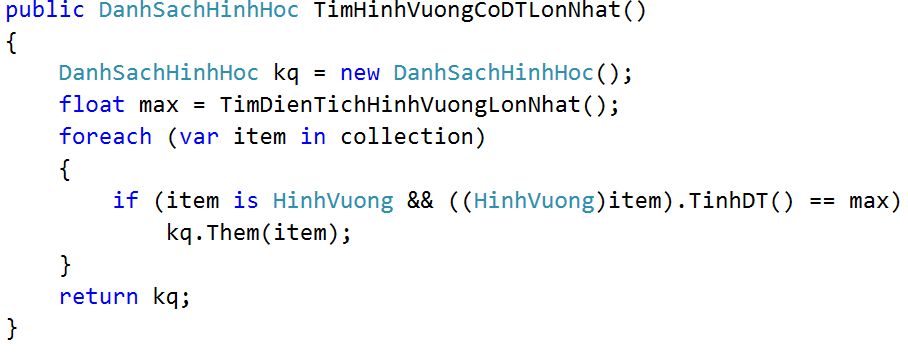 public DanhSachHinhHoc TimHinhVuongCoDTLonNhat()
{
    DanhSachHinhHoc kq = new DanhSachHinhHoc();
    float max = TimDienTichHinhVuongLonNhat();
    foreach (var item in collection)
    {
        if (item is HinhVuong && ((HinhVuong)item).TinhDT() == max)
            kq.Them(item);
    }
    return kq;
}